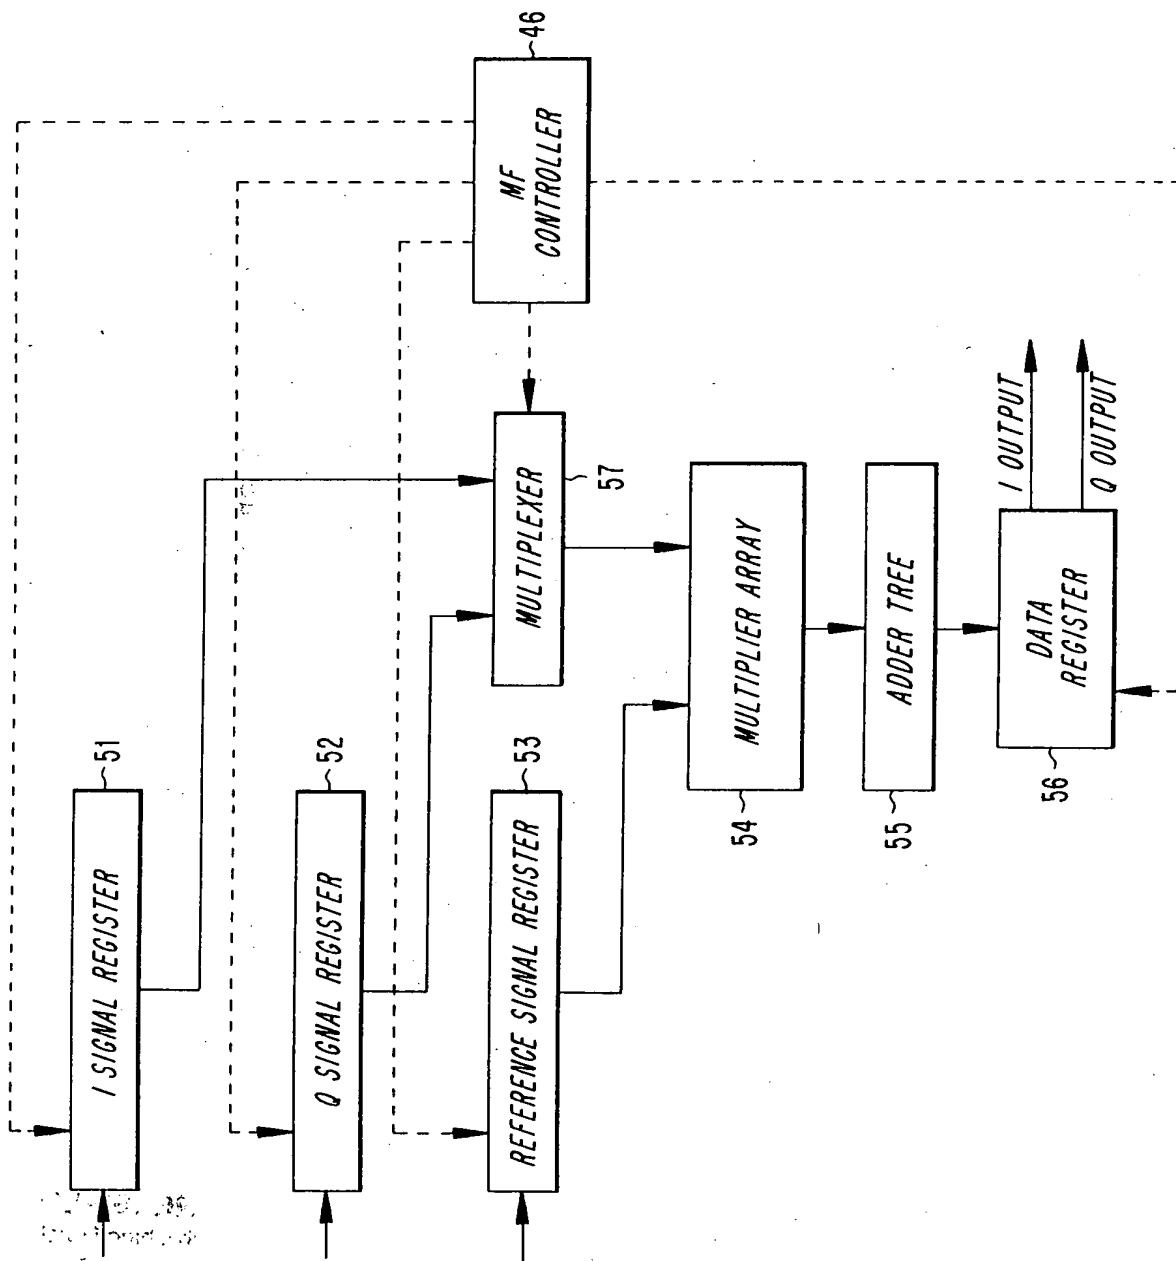 I SIGNAL REGISTER
51
Q SIGNAL REGISTER
52
REFERENCE SIGNAL REGISTER
53
MF
CONTROLLER
46
MULTIPLEXER
57
MULTIPLIER ARRAY
54
ADDER TREE
55
DATA
REGISTER
56
I OUTPUT
Q OUTPUT